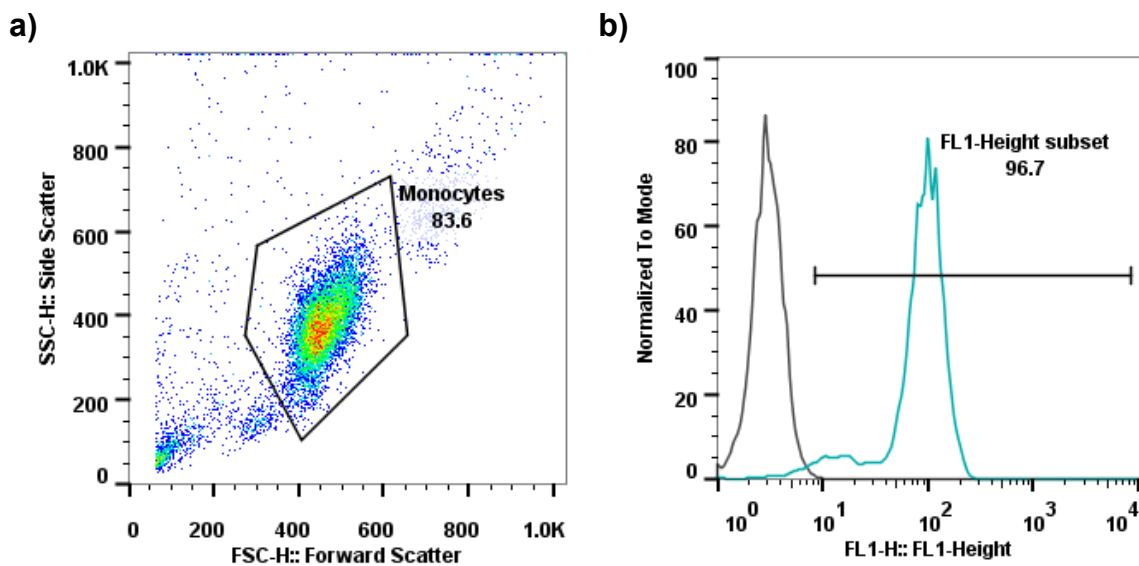 a)
1.0K
800
600
400
200
0
SSC-H:: Side Scatter
Monocytes
83.6
0 200 400 600 800 1.0K
FSC-H:: Forward Scatter
b)
100
80
60
40
20
0
Normalized To Mode
FL1-Height subset
96.7
10^0 10^1 10^2 10^3 10^4
FL1-H:: FL1-Height